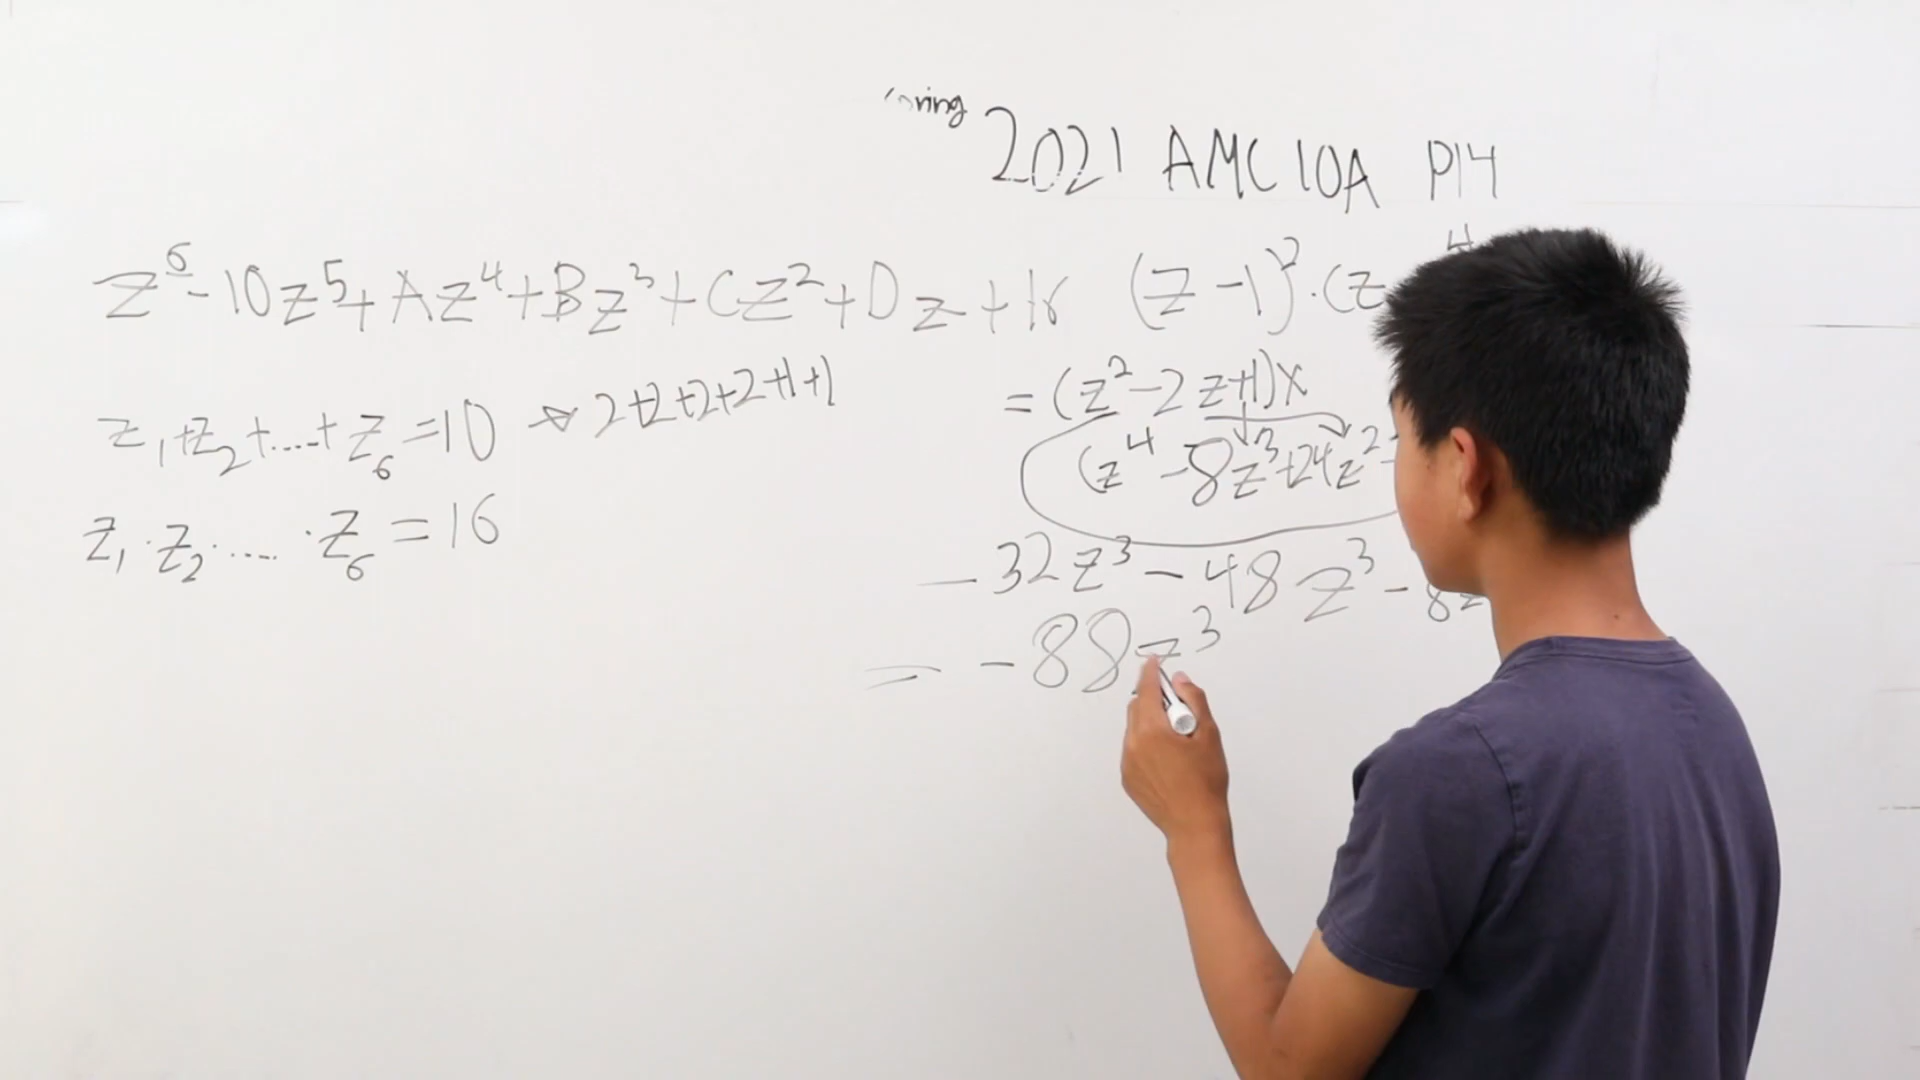 2021 AMC 10A P14
z⁶-10z⁵+Az⁴+Bz³+Cz²+Dz+16
(z-1)²·(z
4
z₁+z₂+....+z₆=10 → 2+2+2+2+1+1
z₁·z₂·....·z₆=16
=(z²-2z+1)x
(z⁴-8z³+24z²-
-32z³-48z³-8z
=-88z³